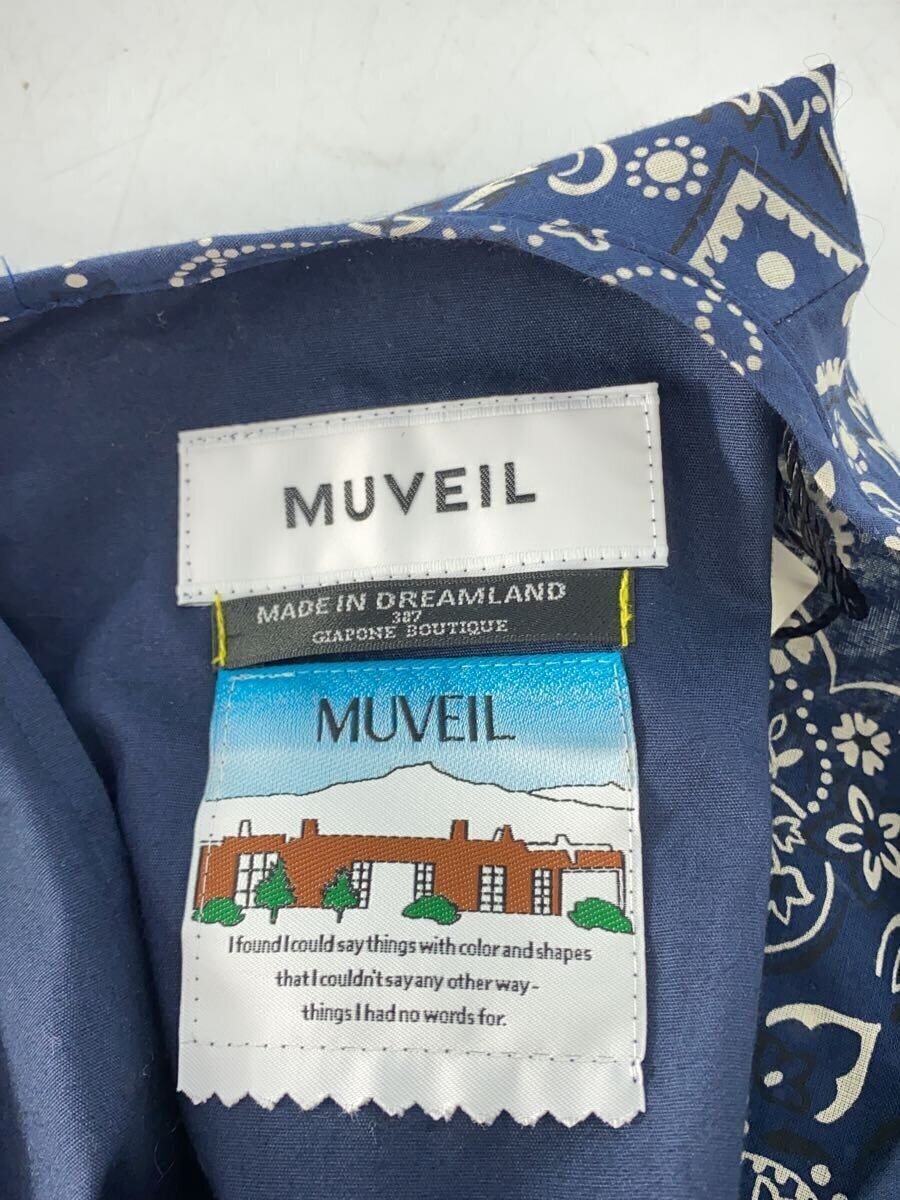 MUVEIL
MADE IN DREAMLAND
387
GIAPONE BOUTIQUE
MUVEIL
I found I could say things with color and shapes
that I couldn't say any other way-
things I had no words for.